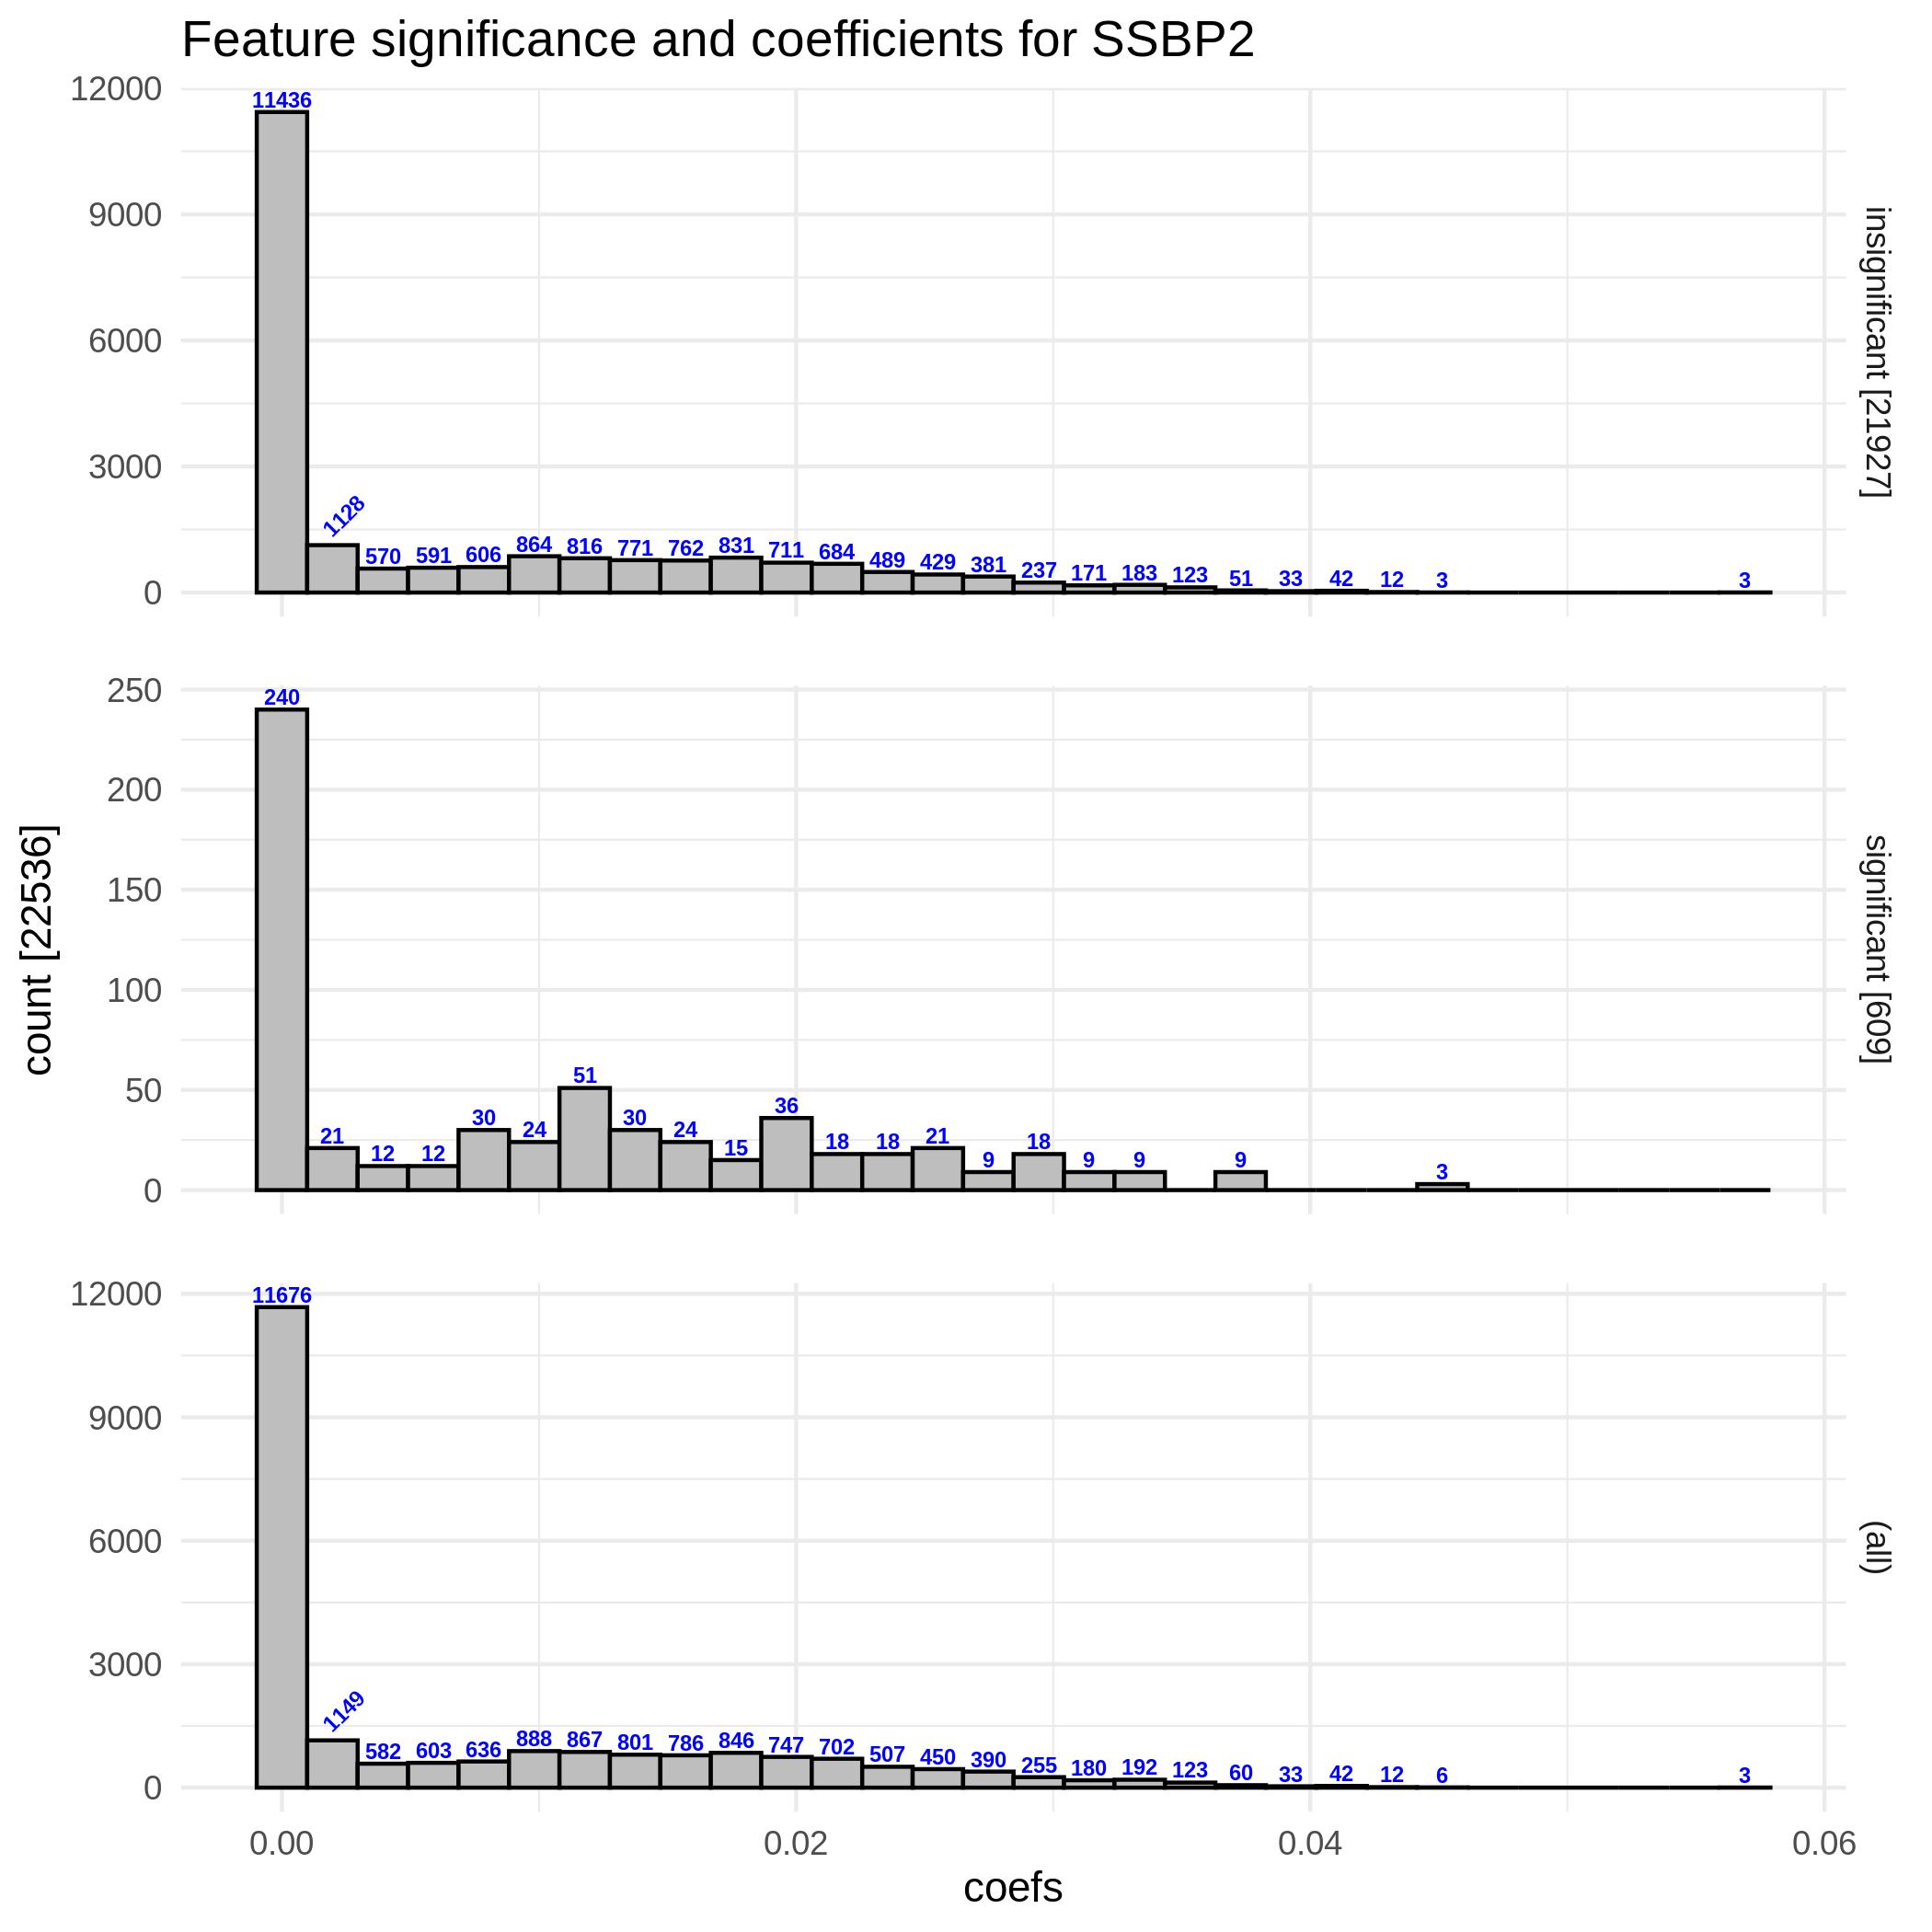 Feature significance and coefficients for SSBP2
count [22536]
12000
9000
6000
3000
0
11436
1128
570 591 606 864 816 771 762 831 711 684 489 429 381 237 171 183 123 51 33 42 12 3 3
insignificant [21927]
250
200
150
100
50
0
240
21 12 12 30 24 51 30 24 15 36 18 18 21 9 18 9 9 9 3
significant [609]
12000
9000
6000
3000
0
11676
1149
582 603 636 888 867 801 786 846 747 702 507 450 390 255 180 192 123 60 33 42 12 6 3
(all)
0.00 0.02 0.04 0.06
coefs